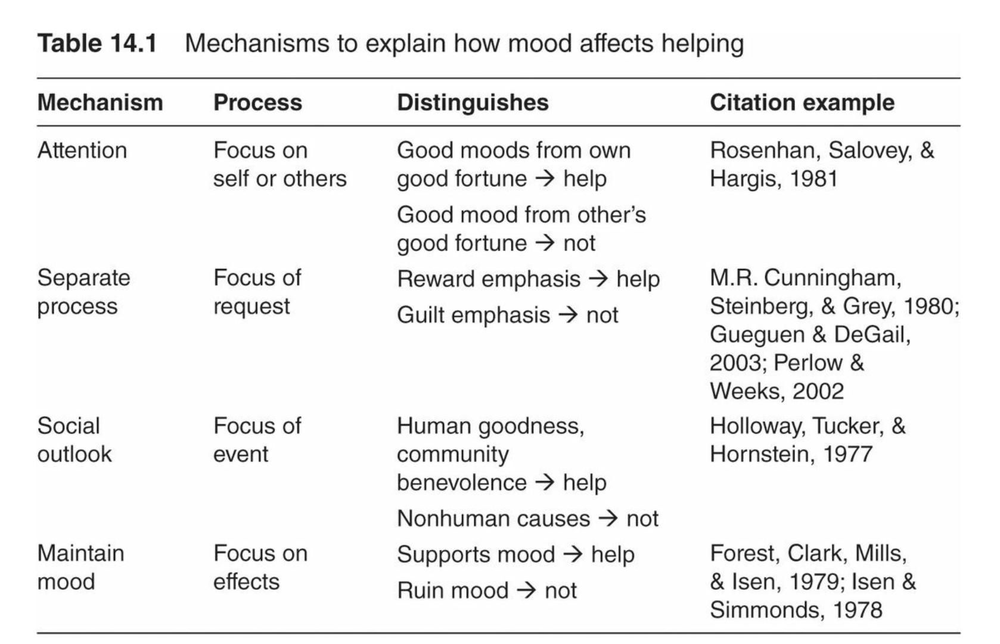 Table 14.1 Mechanisms to explain how mood affects helping
Mechanism Process Distinguishes Citation example
Attention
Focus on
self or others
Good moods from own
good fortune → help
Good mood from other’s
good fortune → not
Rosenhan, Salovey, &
Hargis, 1981
Separate
process
Focus of
request
Reward emphasis → help
Guilt emphasis → not
M.R. Cunningham,
Steinberg, & Grey, 1980;
Gueguen & DeGail,
2003; Perlow &
Weeks, 2002
Social
outlook
Focus of
event
Human goodness,
community
benevolence → help
Nonhuman causes → not
Holloway, Tucker, &
Hornstein, 1977
Maintain
mood
Focus on
effects
Supports mood → help
Ruin mood → not
Forest, Clark, Mills,
& Isen, 1979; Isen &
Simmonds, 1978